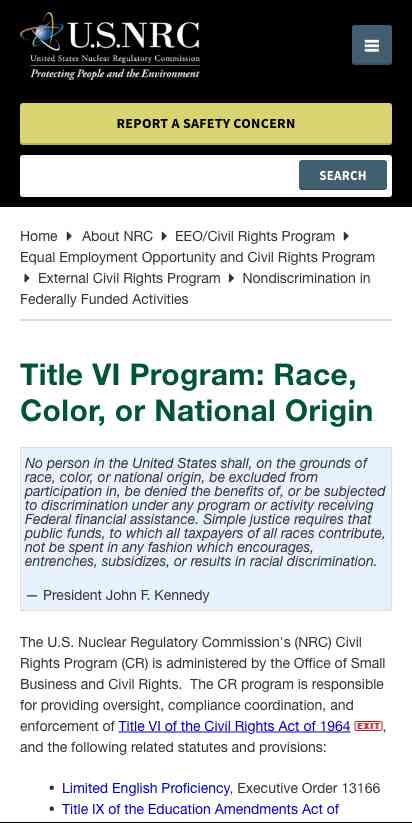 U.S.NRC
United States Nuclear Regulatory Commission
Protecting People and the Environment
REPORT A SAFETY CONCERN
SEARCH
Home
About NRC
EEO/Civil Rights Program
Equal Employment Opportunity and Civil Rights Program
External Civil Rights Program
Nondiscrimination in
Federally Funded Activities
Title VI Program: Race,
Color, or National Origin
No person in the United States shall, on the grounds of
race, color, or national origin, be excluded from
participation in, be denied the benefits of, or be subjected
to discrimination under any program or activity receiving
Federal financial assistance. Simple justice requires that
public funds, to which all taxpayers of all races contribute,
not be spent in any fashion which encourages,
entrenches, subsidizes, or results in racial discrimination.
— President John F. Kennedy
The U.S. Nuclear Regulatory Commission's (NRC) Civil
Rights Program (CR) is administered by the Office of Small
Business and Civil Rights. The CR program is responsible
for providing oversight, compliance coordination, and
enforcement of Title VI of the Civil Rights Act of 1964 EXIT,
and the following related statutes and provisions:
• Limited English Proficiency, Executive Order 13166
• Title IX of the Education Amendments Act of